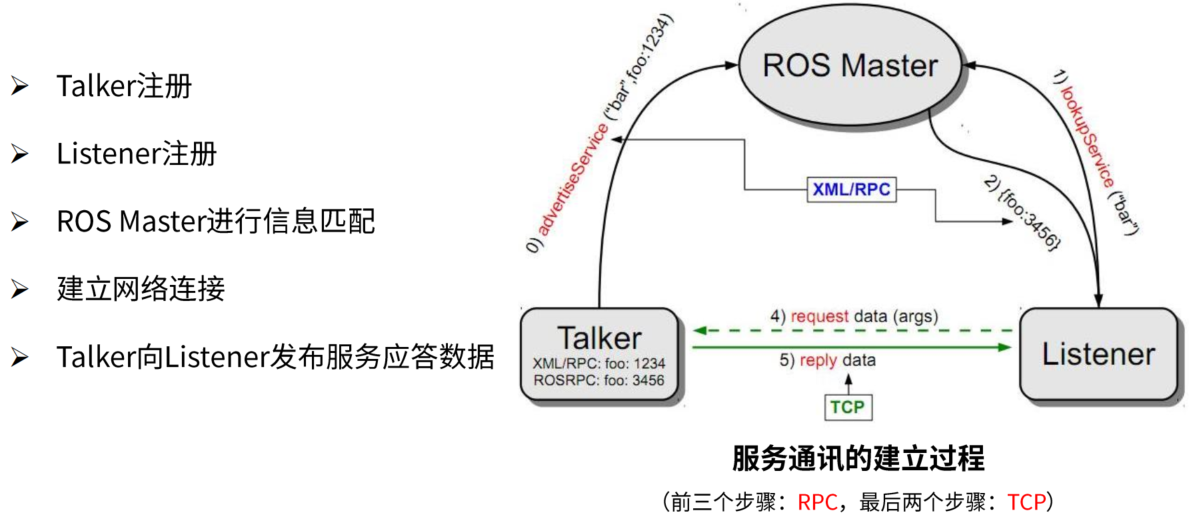 ➢ Talker注册
➢ Listener注册
➢ ROS Master进行信息匹配
➢ 建立网络连接
➢ Talker向Listener发布服务应答数据
ROS Master
0) advertiseService ("bar",foo:1234)
1) lookupService ("bar")
XML/RPC
2) {foo:3456}
Talker
XML/RPC: foo: 1234
ROSRPC: foo: 3456
4) request data (args)
5) reply data
TCP
Listener
服务通讯的建立过程
（前三个步骤：RPC，最后两个步骤：TCP）